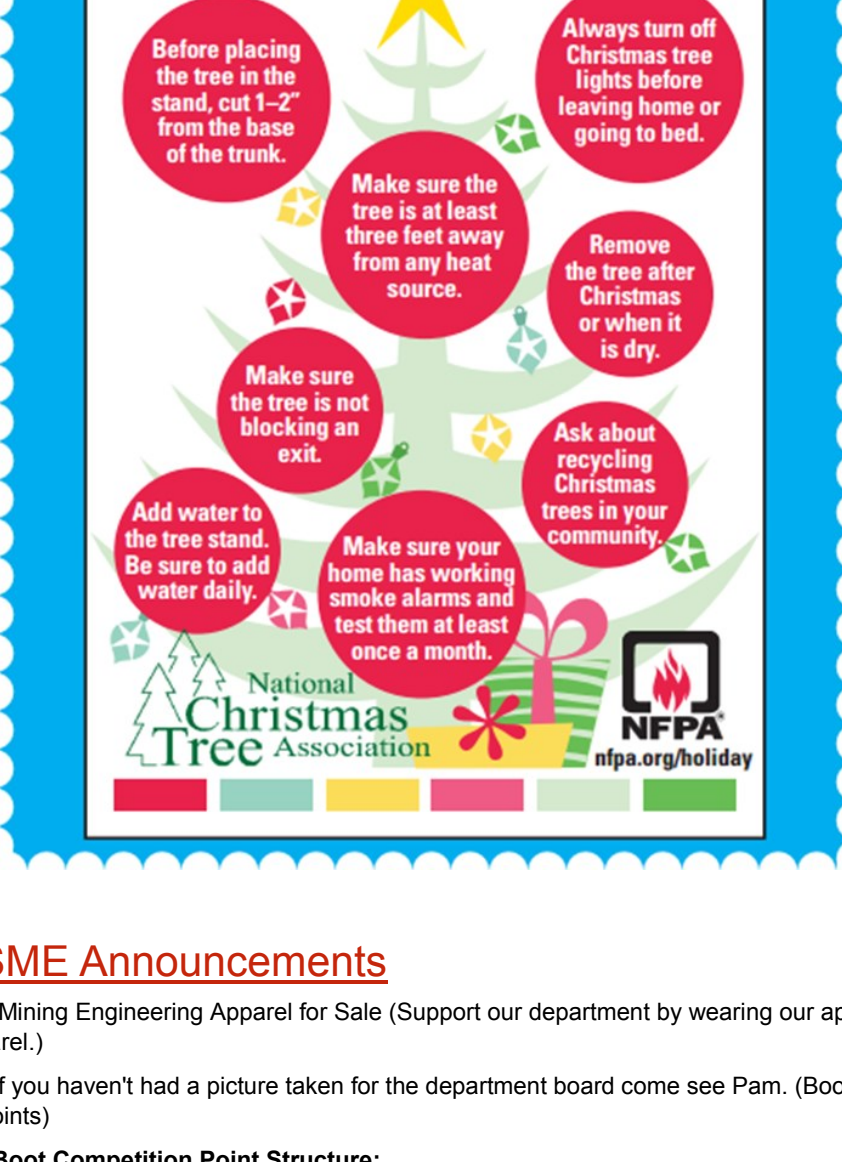 Before placing
the tree in the
stand, cut 1–2"
from the base
of the trunk.
Always turn off
Christmas tree
lights before
leaving home or
going to bed.
Make sure the
tree is at least
three feet away
from any heat
source.
Remove
the tree after
Christmas
or when it
is dry.
Make sure
the tree is not
blocking an
exit.
Ask about
recycling
Christmas
trees in your
community.
Add water to
the tree stand.
Be sure to add
water daily.
Make sure your
home has working
smoke alarms and
test them at least
once a month.
National
Christmas
Tree Association
NFPA®
nfpa.org/holiday
SME Announcements
Mining Engineering Apparel for Sale (Support our department by wearing our
you haven't had a picture taken for the department board come see Pam.
Boot Competition Point Structure: